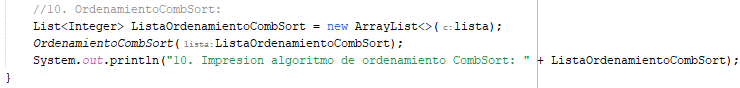 //10. OrdenamientoCombSort:
List<Integer> ListaOrdenamientoCombSort = new ArrayList<>( c: lista);
OrdenamientoCombSort( lista: ListaOrdenamientoCombSort);
System.out.println("10. Impresion algoritmo de ordenamiento CombSort: " + ListaOrdenamientoCombSort);
}